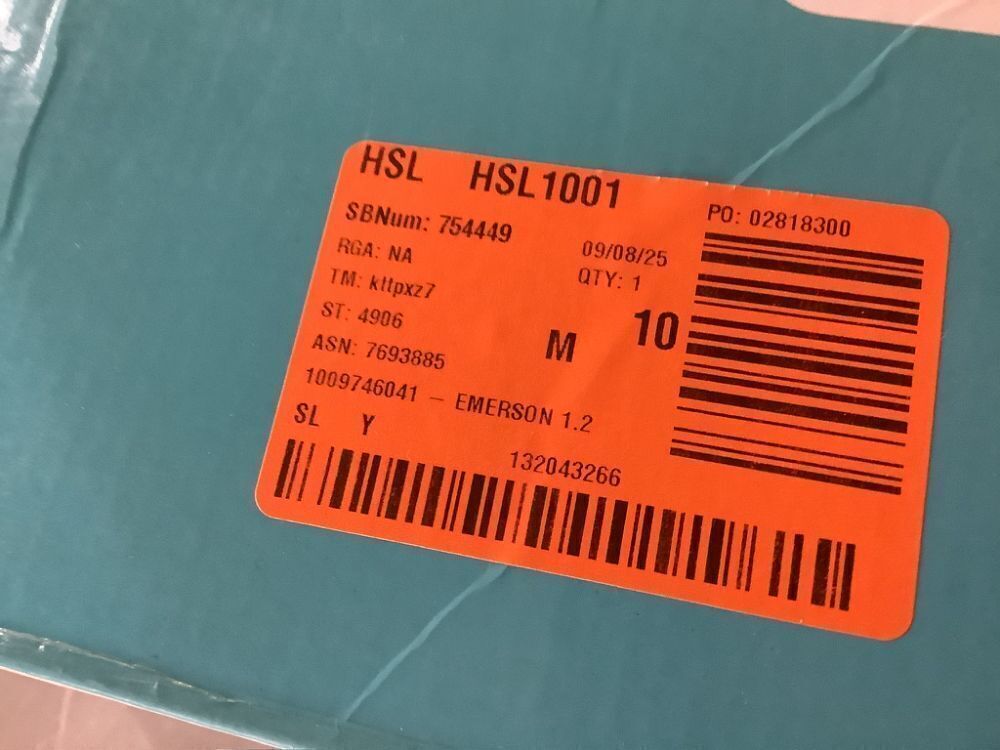 HSL HSL1001
SBNum: 754449
PO: 02818300
RGA: NA
09/08/25
TM: kttpxz7
QTY: 1
ST: 4906
M 10
ASN: 7693885
1009746041 - EMERSON 1.2
SL Y
132043266